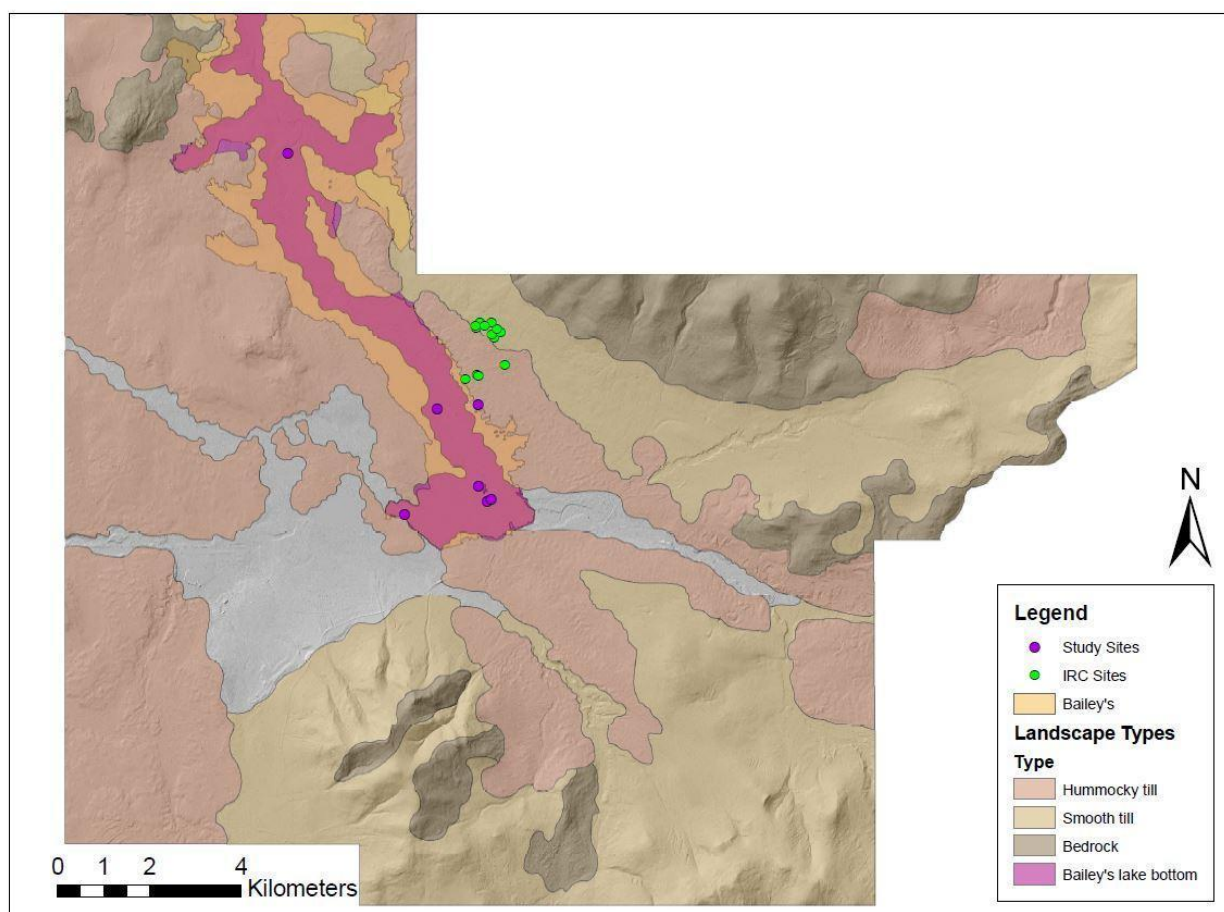 N
Legend
Study Sites
IRC Sites
Bailey's
Landscape Types
Type
Hummocky till
Smooth till
Bedrock
Bailey's lake bottom
0 1 2 4
Kilometers